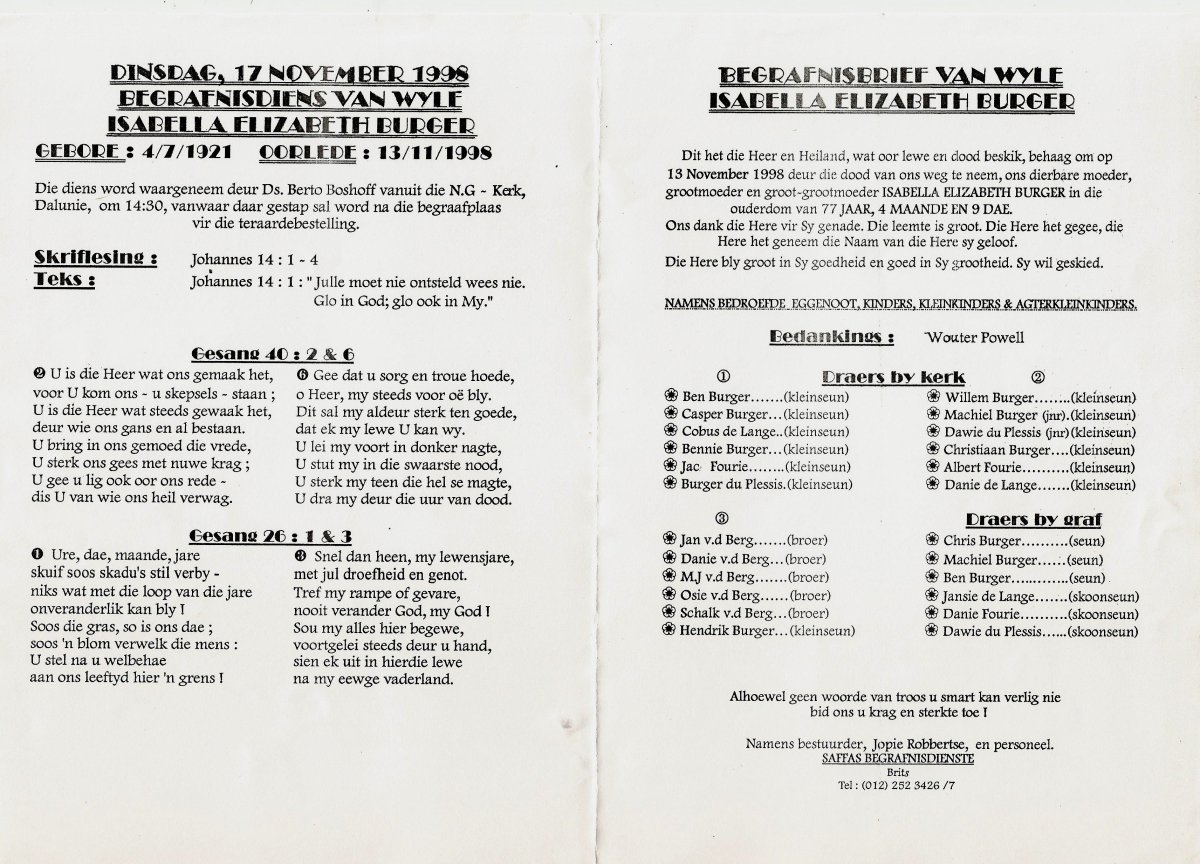 DINSDAG, 17 NOVEMBER 1998
BEGRAFNISDIENS VAN WYLE
ISABELLA ELIZABETH BURGER
GEBORE : 4/7/1921 OORLEDE : 13/11/1998
Die diens word waargeneem deur Ds. Berto Boshoff vanuit die N.G ~ Kerk,
Dalunie, om 14:30, vanwaar daar gestap sal word na die begraafplaas
vir die teraardebestelling.
Skriflesing : Johannes 14 : 1 - 4
Teks : Johannes 14 : 1 : " Julle moet nie ontsteld wees nie.
Glo in God; glo ook in My."
Gesang 40 : 2 & 6
❷ U is die Heer wat ons gemaak het,
voor U kom ons - u skepsels - staan ;
U is die Heer wat steeds gewaak het,
deur wie ons gans en al bestaan.
U bring in ons gemoed die vrede,
U sterk ons gees met nuwe krag ;
U gee u lig ook oor ons rede ~
dis U van wie ons heil verwag.
❻ Gee dat u sorg en troue hoede,
o Heer, my steeds voor oë bly.
Dit sal my aldeur sterk ten goede,
dat ek my lewe U kan wy.
U lei my voort in donker nagte,
U stut my in die swaarste nood,
U sterk my teen die hel se magte,
U dra my deur die uur van dood.
Gesang 26 : 1 & 3
❶ Ure, dae, maande, jare
skuif soos skadu's stil verby ~
niks wat met die loop van die jare
onveranderlik kan bly !
Soos die gras, so is ons dae ;
soos 'n blom verwelk die mens :
U stel na u welbehae
aan ons leeftyd hier 'n grens !
❸ Snel dan heen, my lewensjare,
met jul droefheid en genot.
Tref my rampe of gevare,
nooit verander God, my God !
Sou my alles hier begewe,
voortgelei steeds deur u hand,
sien ek uit in hierdie lewe
na my eewge vaderland.
BEGRAFNISBRIEF VAN WYLE
ISABELLA ELIZABETH BURGER
Dit het die Heer en Heiland, wat oor lewe en dood beskik, behaag om op
13 November 1998 deur die dood van ons weg te neem, ons dierbare moeder,
grootmoeder en groot-grootmoeder ISABELLA ELIZABETH BURGER in die
ouderdom van 77 JAAR, 4 MAANDE EN 9 DAE.
Ons dank die Here vir Sy genade. Die leemte is groot. Die Here het gegee, die
Here het geneem die Naam van die Here sy geloof.
Die Here bly groot in Sy goedheid en goed in Sy grootheid. Sy wil geskied.
NAMENS BEDROEFDE EGGENOOT, KINDERS, KLEINKINDERS & AGTERKLEINKINDERS.
Bedankings : Wouter Powell
Draers by kerk
①
Ben Burger.......(kleinseun)
Casper Burger...(kleinseun)
Cobus de Lange..(kleinseun)
Bennie Burger....(kleinseun)
Jac Fourie........(kleinseun)
Burger du Plessis.(kleinseun)
②
Willem Burger........(kleinseun)
Machiel Burger (jnr).(kleinseun)
Dawie du Plessis (jnr)(kleinseun)
Christiaan Burger....(kleinseun)
Albert Fourie..........(kleinseun)
Danie de Lange.......(kleinseun)
③
Jan v.d Berg.......(broer)
Danie v.d Berg...(broer)
M.J v.d Berg.......(broer)
Osie v.d Berg......(broer)
Schalk v.d Berg...(broer)
Hendrik Burger...(kleinseun)
Draers by graf
Chris Burger..........(seun)
Machiel Burger......(seun)
Ben Burger............(seun)
Jansie de Lange.......(skoonseun)
Danie Fourie..........(skoonseun)
Dawie du Plessis......(skoonseun)
Alhoewel geen woorde van troos u smart kan verlig nie
bid ons u krag en sterkte toe !
Namens bestuurder, Jopie Robbertse, en personeel.
SAFFAS BEGRAFNISDIENSTE
Brits
Tel : (012) 252 3426 /7